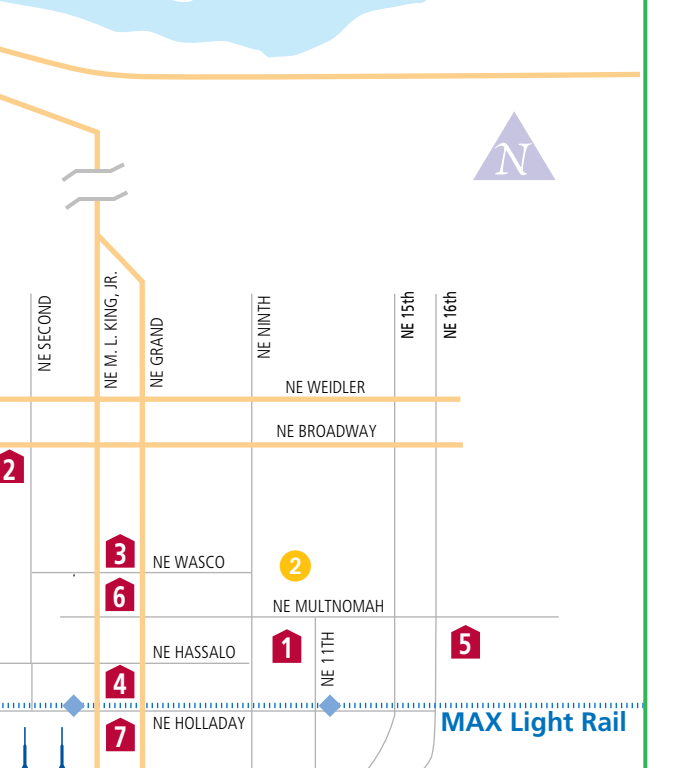 N
NE SECOND
NE M. L. KING, JR.
NE GRAND
NE NINTH
NE 15th
NE 16th
NE WEIDLER
NE BROADWAY
2
3
NE WASCO
2
6
NE MULTNOMAH
1
NE 11TH
5
NE HASSALO
4
7
NE HOLLADAY
MAX Light Rail